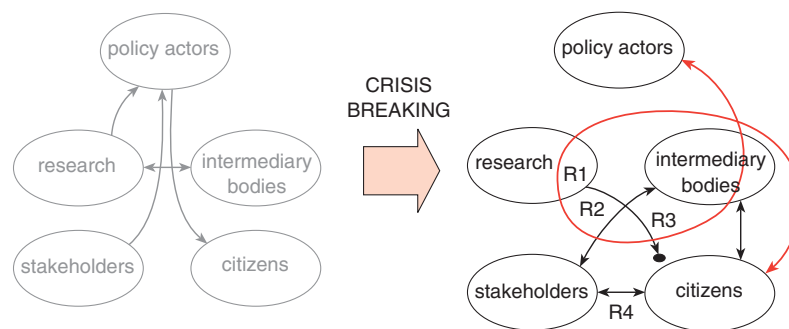 policy actors
research
intermediary
bodies
stakeholders
citizens
CRISIS
BREAKING
policy actors
research
R1
intermediary
bodies
R2
R3
stakeholders
R4
citizens